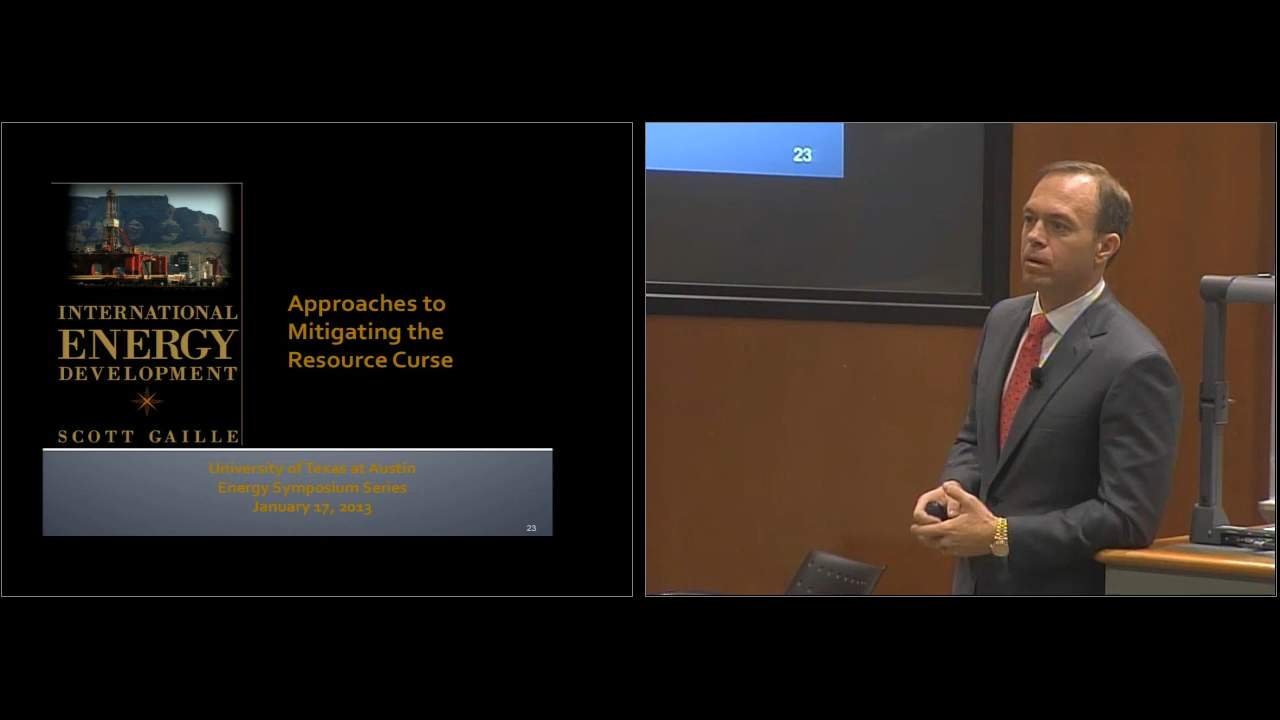 INTERNATIONAL
ENERGY
DEVELOPMENT
SCOTT GAILLE
Approaches to
Mitigating the
Resource Curse
University of Texas at Austin
Energy Symposium Series
January 17, 2013
23
23